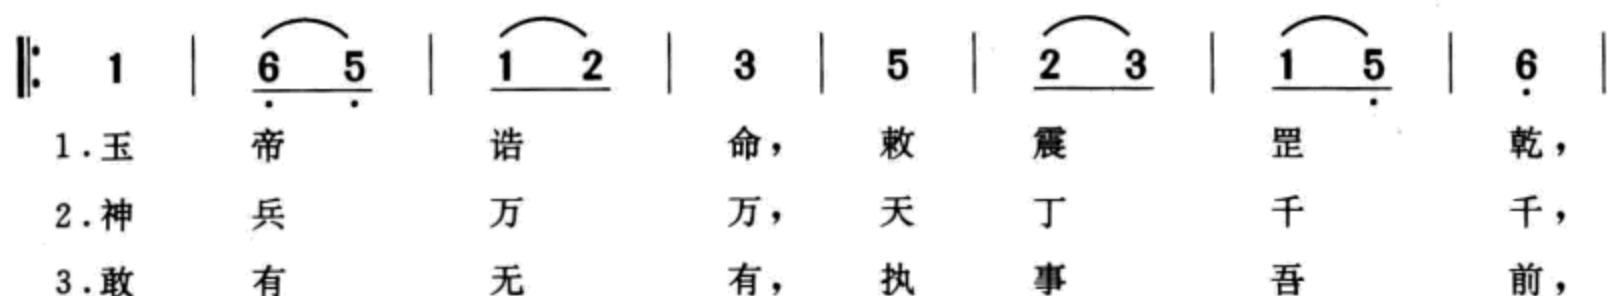 1 | 6 5 | 1 2 | 3 | 5 | 2 3 | 1 5 | 6 |
1.玉 帝 诰 命，敕 震 罡 乾，
2.神 兵 万 万，天 丁 千 千，
3.敢 有 无 有，执 事 吾 前，